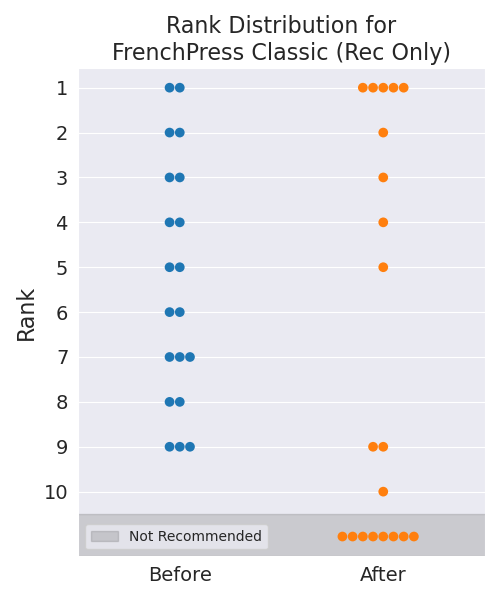 Rank Distribution for
FrenchPress Classic (Rec Only)
1
2
3
4
5
6
7
8
9
10
Rank
Not Recommended
Before After